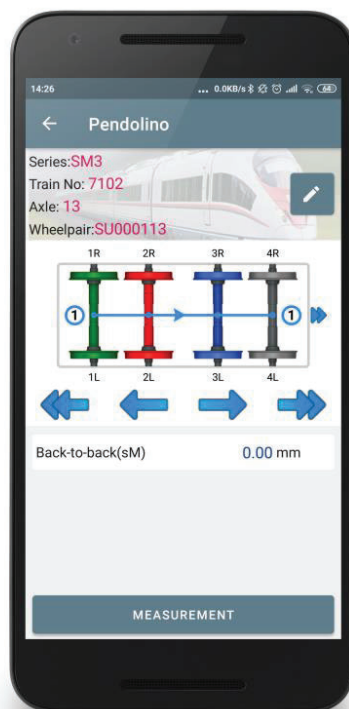 14:26 ... 0.0KB/s 68
Pendolino
Series:SM3
Train No: 7102
Axle: 13
Wheelpair:SU000113
1R 2R 3R 4R
1 1
1L 2L 3L 4L
Back-to-back(sM) 0.00 mm
MEASUREMENT